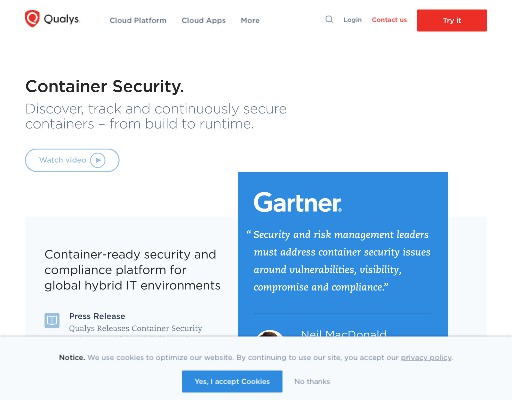 Qualys.
Cloud Platform Cloud Apps More
Login Contact us Try it
Container Security.
Discover, track and continuously secure
containers – from build to runtime.
Watch video
Gartner.
“ Security and risk management leaders
must address container security issues
around vulnerabilities, visibility,
compromise and compliance.”
Neil MacDonald
Container-ready security and
compliance platform for
global hybrid IT environments
Press Release
Qualys Releases Container Security
Notice. We use cookies to optimize our website. By continuing to use our site, you accept our privacy policy.
Yes, I accept Cookies No thanks